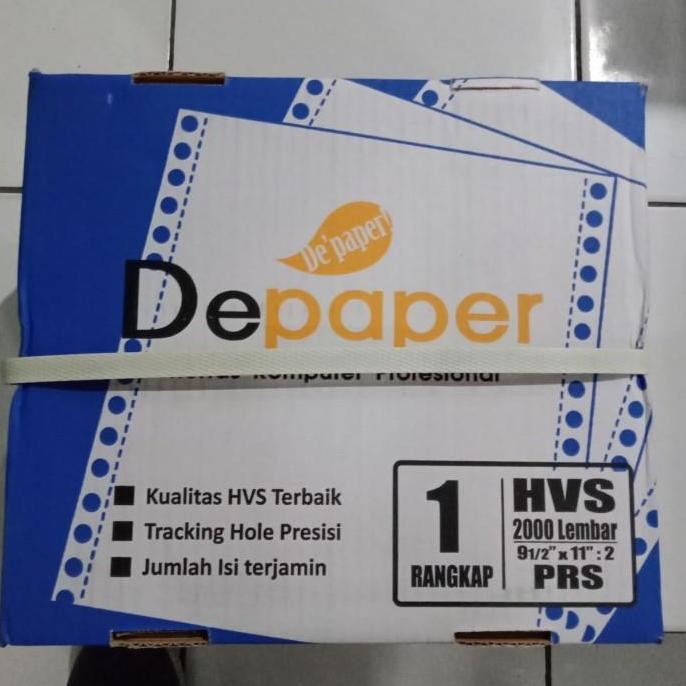 De'paper!
Depaper
Komputer Profesional
Kualitas HVS Terbaik
Tracking Hole Presisi
Jumlah Isi terjamin
1
RANGKAP
HVS
2000 Lembar
9 1/2" x 11" : 2
PRS